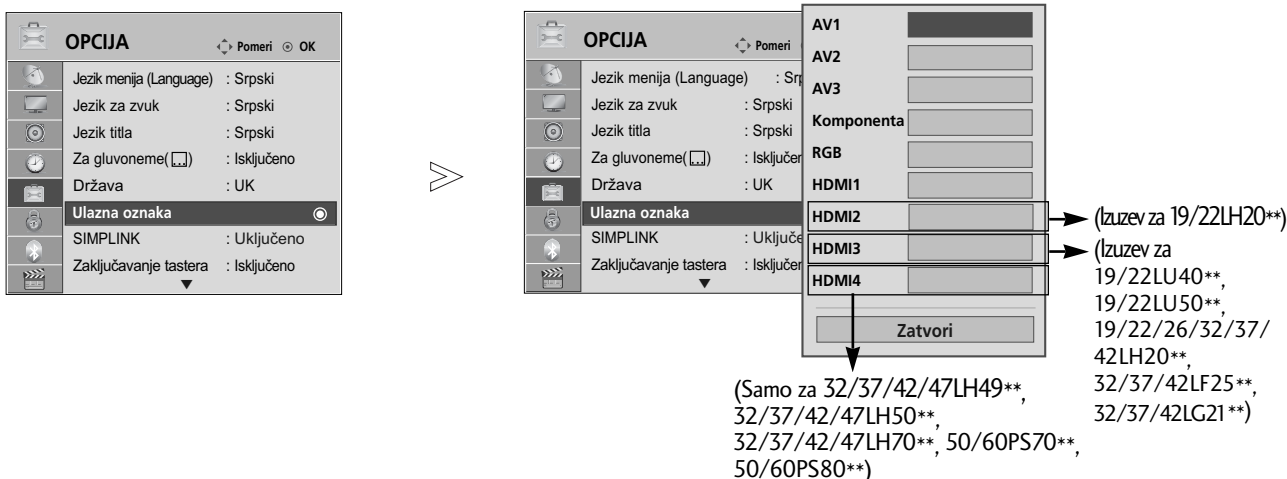 OPCIJA
Pomeri OK
Jezik menija (Language) : Srpski
Jezik za zvuk : Srpski
Jezik titla : Srpski
Za gluvoneme( ) : Isključeno
Država : UK
Ulazna oznaka
SIMPLINK : Uključeno
Zaključavanje tastera : Isključeno
OPCIJA
Pomeri
Jezik menija (Language) : Srp
Jezik za zvuk : Srpski
Jezik titla : Srpski
Za gluvoneme( ) : Isključen
Država : UK
Ulazna oznaka
SIMPLINK : Uključe
Zaključavanje tastera : Isključen
AV1
AV2
AV3
Komponenta
RGB
HDMI1
HDMI2
HDMI3
HDMI4
Zatvori
(Izuzev za 19/22LH20**)
(Izuzev za
19/22LU40**,
19/22LU50**,
19/22/26/32/37/
42LH20**,
32/37/42LF25**,
32/37/42LG21**)
(Samo za 32/37/42/47LH49**,
32/37/42/47LH50**,
32/37/42/47LH70**, 50/60PS70**,
50/60PS80**)